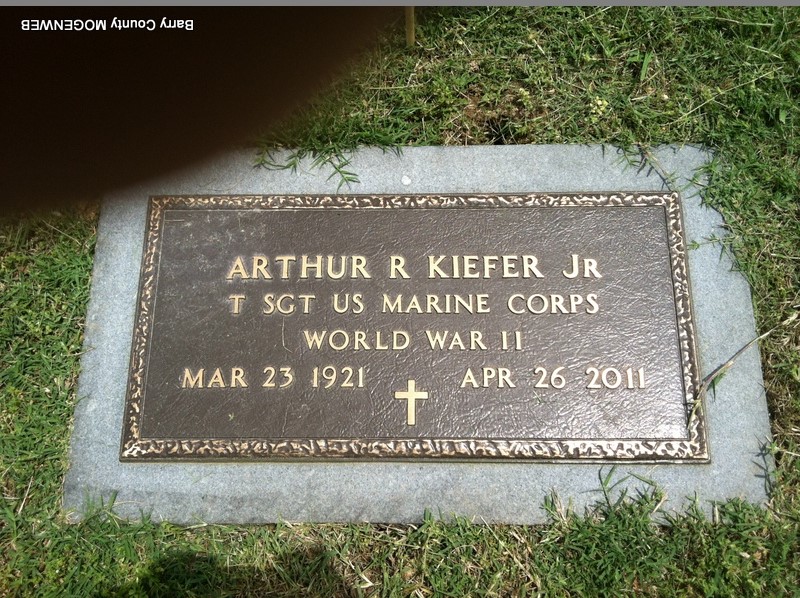 Barry County MOGENWEB
ARTHUR R KIEFER JR
T SGT US MARINE CORPS
WORLD WAR II
MAR 23 1921 APR 26 2011